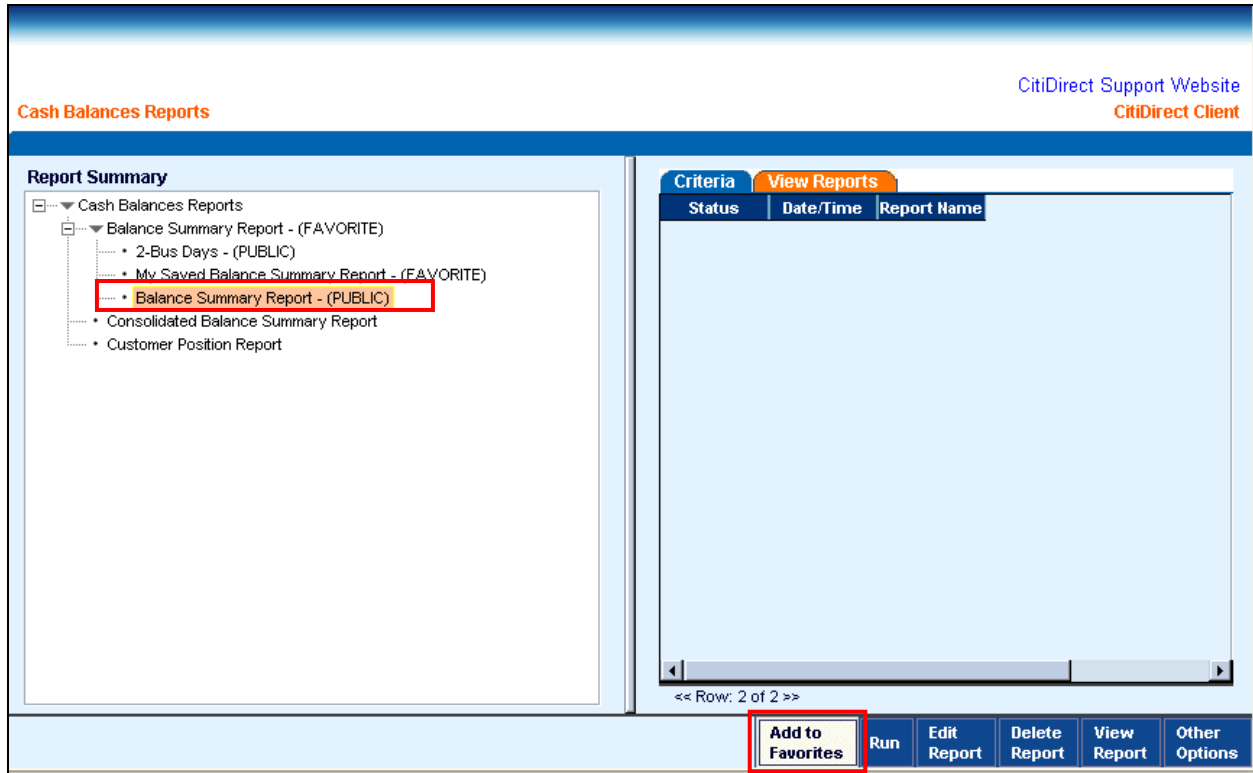 CitiDirect Support Website
Cash Balances Reports
CitiDirect Client
Report Summary
Cash Balances Reports
Balance Summary Report - (FAVORITE)
2-Bus Days - (PUBLIC)
My Saved Balance Summary Report - (FAVORITE)
Balance Summary Report - (PUBLIC)
Consolidated Balance Summary Report
Customer Position Report
Criteria View Reports
Status Date/Time Report Name
<< Row: 2 of 2 >>
Add to Favorites
Run
Edit Report
Delete Report
View Report
Other Options